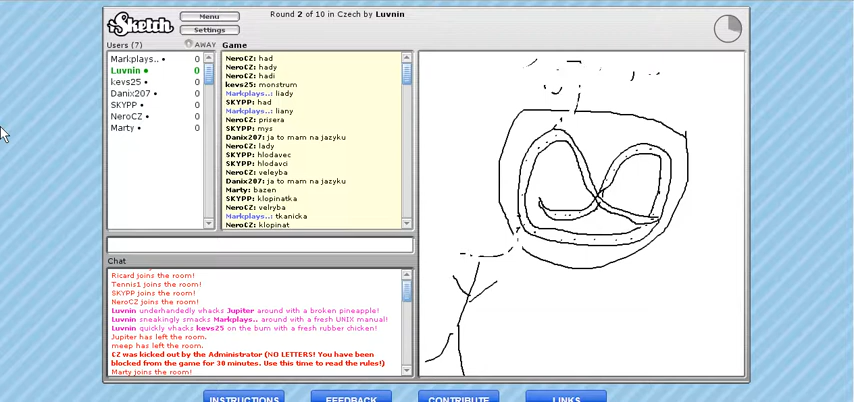 iSketch
Menu
Settings
Round 2 of 10 in Czech by Luvnin
Users (7)
AWAY
Game
Markplays.. • 0
Luvnin • 0
kevs25 • 0
Danix207 • 0
SKYPP • 0
NeroCZ • 0
Marty • 0
NeroCZ: had
NeroCZ: hady
NeroCZ: hadi
kevs25: monstrum
Markplays..: liady
SKYPP: had
Markplays..: liany
NeroCZ: prisera
SKYPP: mys
Danix207: ja to mam na jazyku
NeroCZ: lady
SKYPP: hlodavec
SKYPP: hlodavci
NeroCZ: veleyba
Danix207: ja to mam na jazyku
Marty: bazen
SKYPP: klopinatka
NeroCZ: velryba
Markplays..: tkanicka
NeroCZ: klopinat
Chat
Ricard joins the room!
Tennis1 joins the room!
SKYPP joins the room!
NeroCZ joins the room!
Luvnin underhandedly whacks Jupiter around with a broken pineapple!
Luvnin sneakingly smacks Markplays.. around with a fresh UNIX manual!
Luvnin quickly whacks kevs25 on the bum with a fresh rubber chicken!
Jupiter has left the room.
meep has left the room.
CZ was kicked out by the Administrator (NO LETTERS! You have been
blocked from the game for 30 minutes. Use this time to read the rules!)
Marty joins the room!
INSTRUCTIONS
FEEDBACK
CONTRIBUTE
LINKS